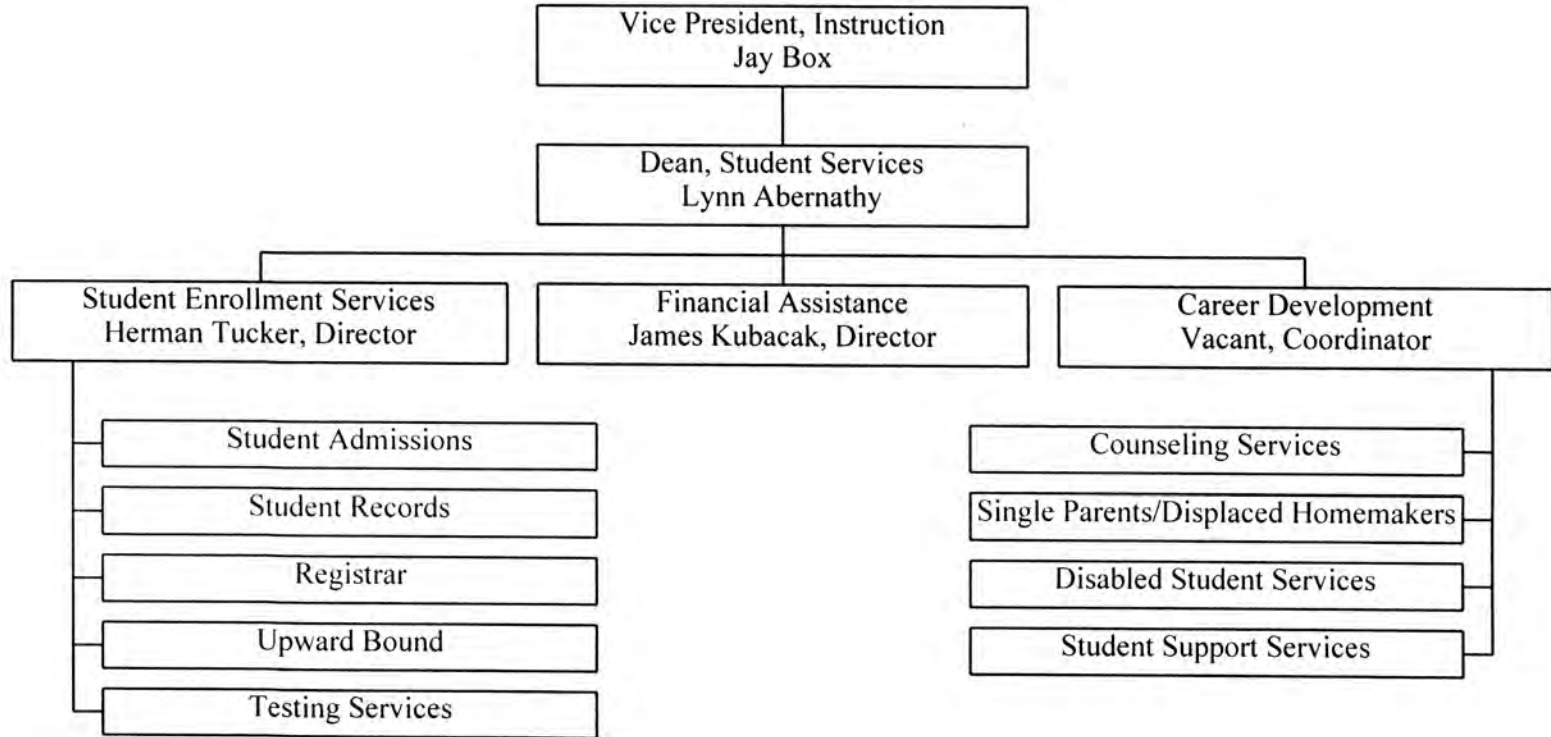 Vice President, Instruction
Jay Box
Dean, Student Services
Lynn Abernathy
Student Enrollment Services
Herman Tucker, Director
Financial Assistance
James Kubacak, Director
Career Development
Vacant, Coordinator
Student Admissions
Student Records
Registrar
Upward Bound
Testing Services
Counseling Services
Single Parents/Displaced Homemakers
Disabled Student Services
Student Support Services